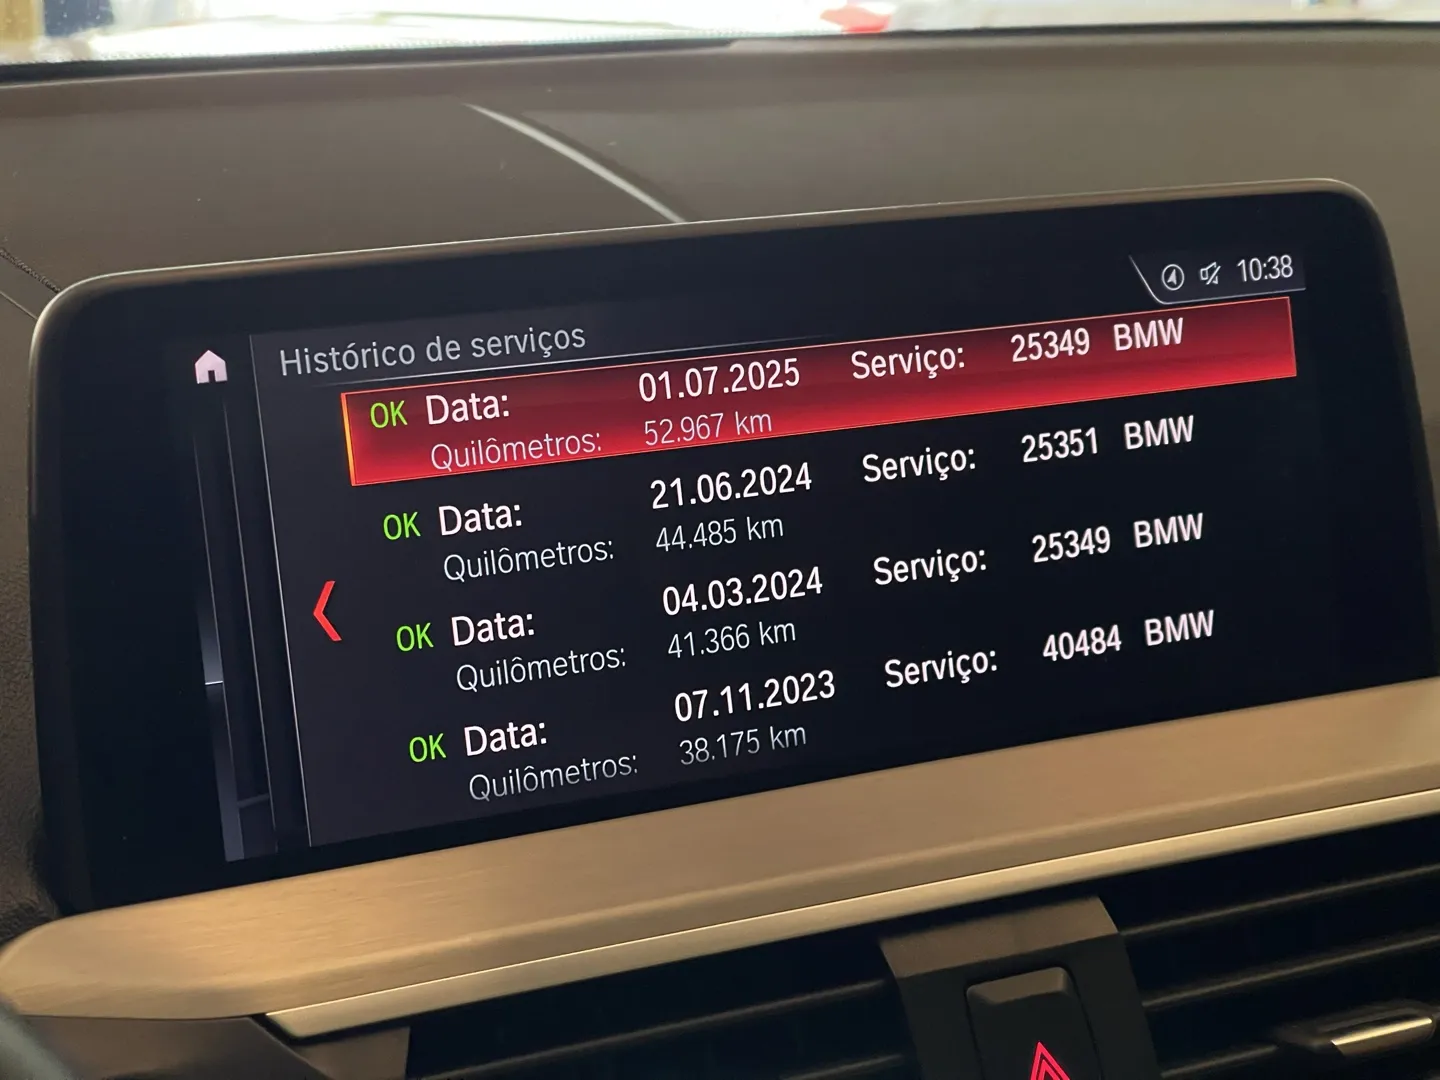 10:38
Histórico de serviços
OK Data: 01.07.2025 Serviço: 25349 BMW
Quilômetros: 52.967 km
OK Data: 21.06.2024 Serviço: 25351 BMW
Quilômetros: 44.485 km
OK Data: 04.03.2024 Serviço: 25349 BMW
Quilômetros: 41.366 km
OK Data: 07.11.2023 Serviço: 40484 BMW
Quilômetros: 38.175 km